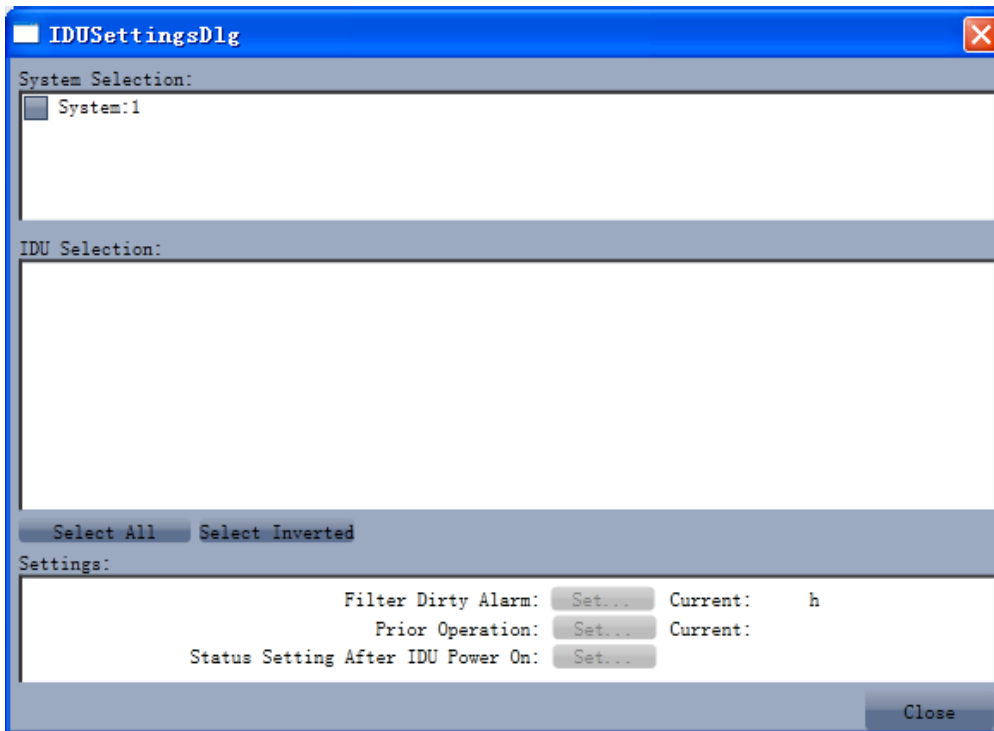 IDUSettingsDlg
System Selection:
System:1
IDU Selection:
Select All Select Inverted
Settings:
Filter Dirty Alarm: Set... Current: h
Prior Operation: Set... Current:
Status Setting After IDU Power On: Set...
Close